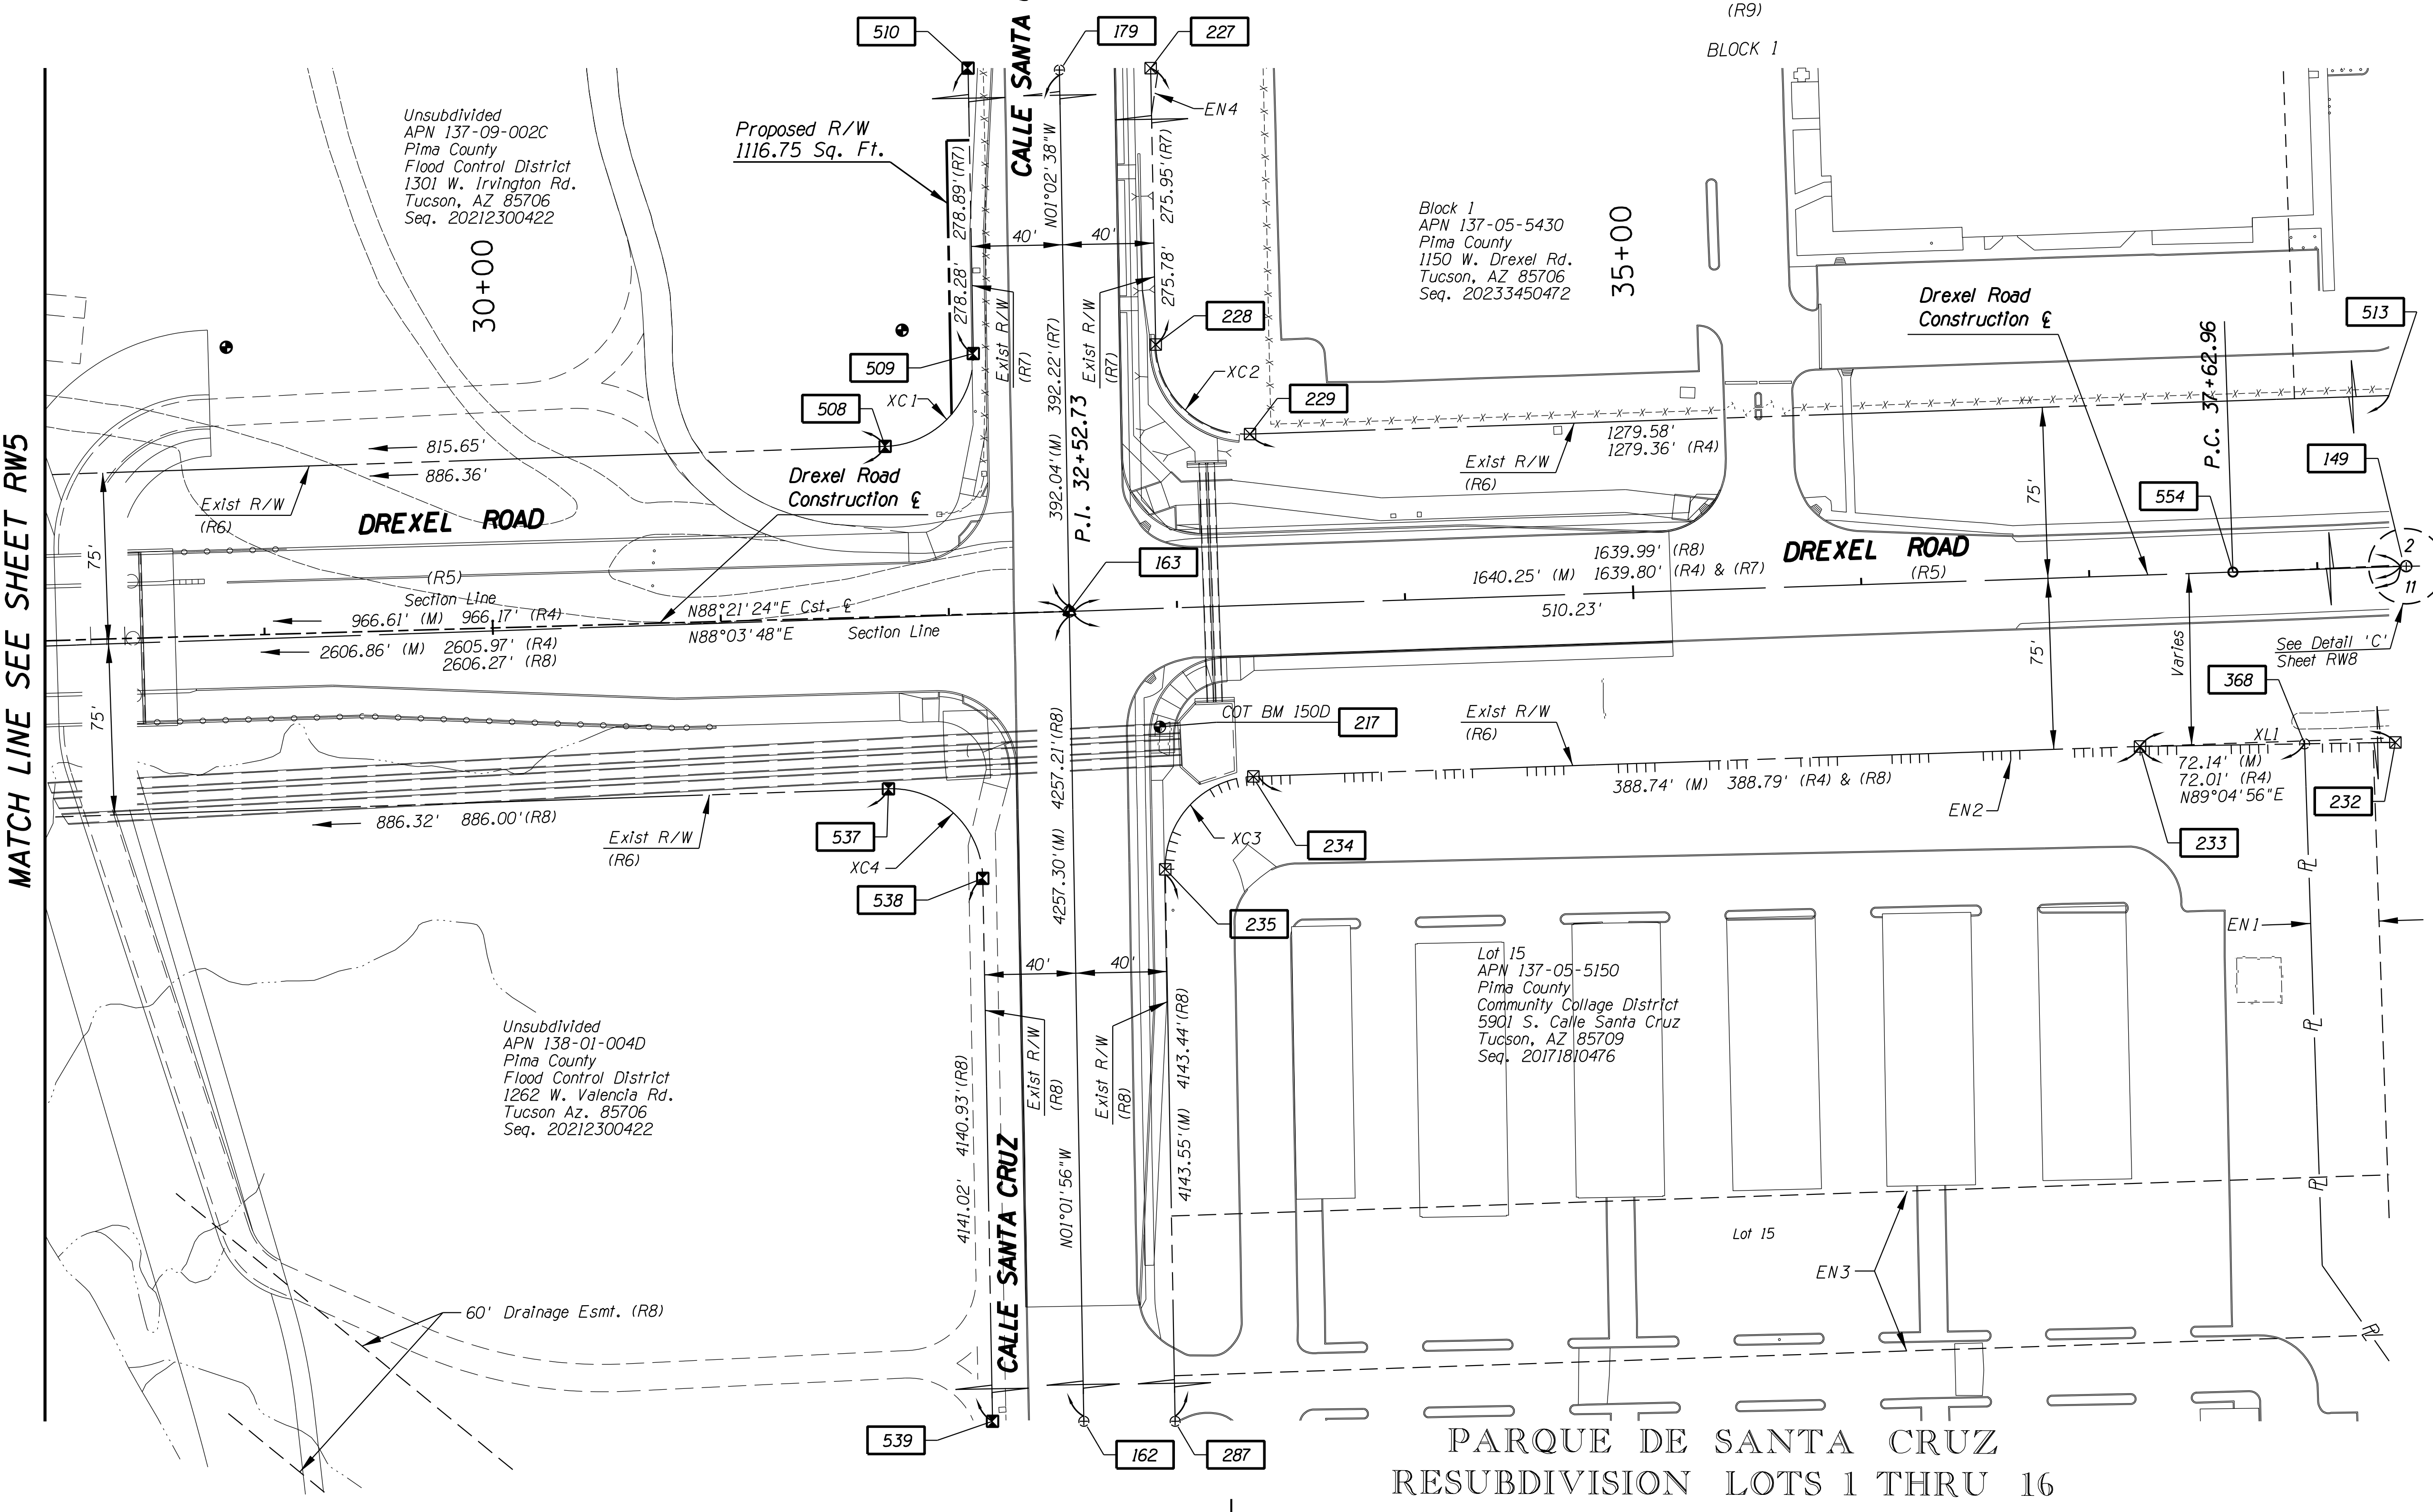 (R9)
BLOCK 1
510
179
227
CALLE SANTA
EN4
Unsubdivided
APN 137-09-002C
Pima County
Flood Control District
1301 W. Irvington Rd.
Tucson, AZ 85706
Seq. 20212300422
30+00
Proposed R/W
1116.75 Sq. Ft.
278.28' 278.89'(R7)
40'
40'
N01°02'38"W
275.78' 275.95'(R7)
Exist R/W
(R7)
392.04'(M) 392.22'(R7)
Exist R/W
(R7)
P.I. 32+52.73
Block 1
APN 137-05-5430
Pima County
1150 W. Drexel Rd.
Tucson, AZ 85706
Seq. 20233450472
35+00
Drexel Road
Construction ℄
P.C. 37+62.96
513
228
509
XC1
XC2
229
508
815.65'
886.36'
Exist R/W
(R6)
Drexel Road
Construction ℄
1279.58'
1279.36' (R4)
Exist R/W
(R6)
75'
149
554
DREXEL ROAD
75'
MATCH LINE SEE SHEET RW5
163
1639.99' (R8)
1640.25' (M) 1639.80' (R4) & (R7)
DREXEL ROAD
(R5)
2
11
(R5)
Section Line
966.61' (M) 966.17' (R4)
N88°21'24"E Cst. ℄
N88°03'48"E Section Line
510.23'
2606.86' (M) 2605.97' (R4)
2606.27' (R8)
75'
75'
Varies
See Detail 'C'
Sheet RW8
368
COT BM 150D
217
Exist R/W
(R6)
XL1
72.14' (M)
72.01' (R4)
N89°04'56"E
388.74' (M) 388.79' (R4) & (R8)
EN2
232
886.32' 886.00'(R8)
Exist R/W
(R6)
537
XC4
XC3
234
233
538
235
4257.30'(M) 4257.21'(R8)
PL
EN1
40'
40'
Lot 15
APN 137-05-5150
Pima County
Community Collage District
5901 S. Calle Santa Cruz
Tucson, AZ 85709
Seq. 20171810476
Unsubdivided
APN 138-01-004D
Pima County
Flood Control District
1262 W. Valencia Rd.
Tucson Az. 85706
Seq. 20212300422
4141.02' 4140.93'(R8)
Exist R/W
(R8)
N01°01'56"W
Exist R/W
(R8)
4143.55'(M) 4143.44'(R8)
PL
PL
Lot 15
EN3
CALLE SANTA CRUZ
60' Drainage Esmt. (R8)
PL
539
162
287
PARQUE DE SANTA CRUZ
RESUBDIVISION LOTS 1 THRU 16